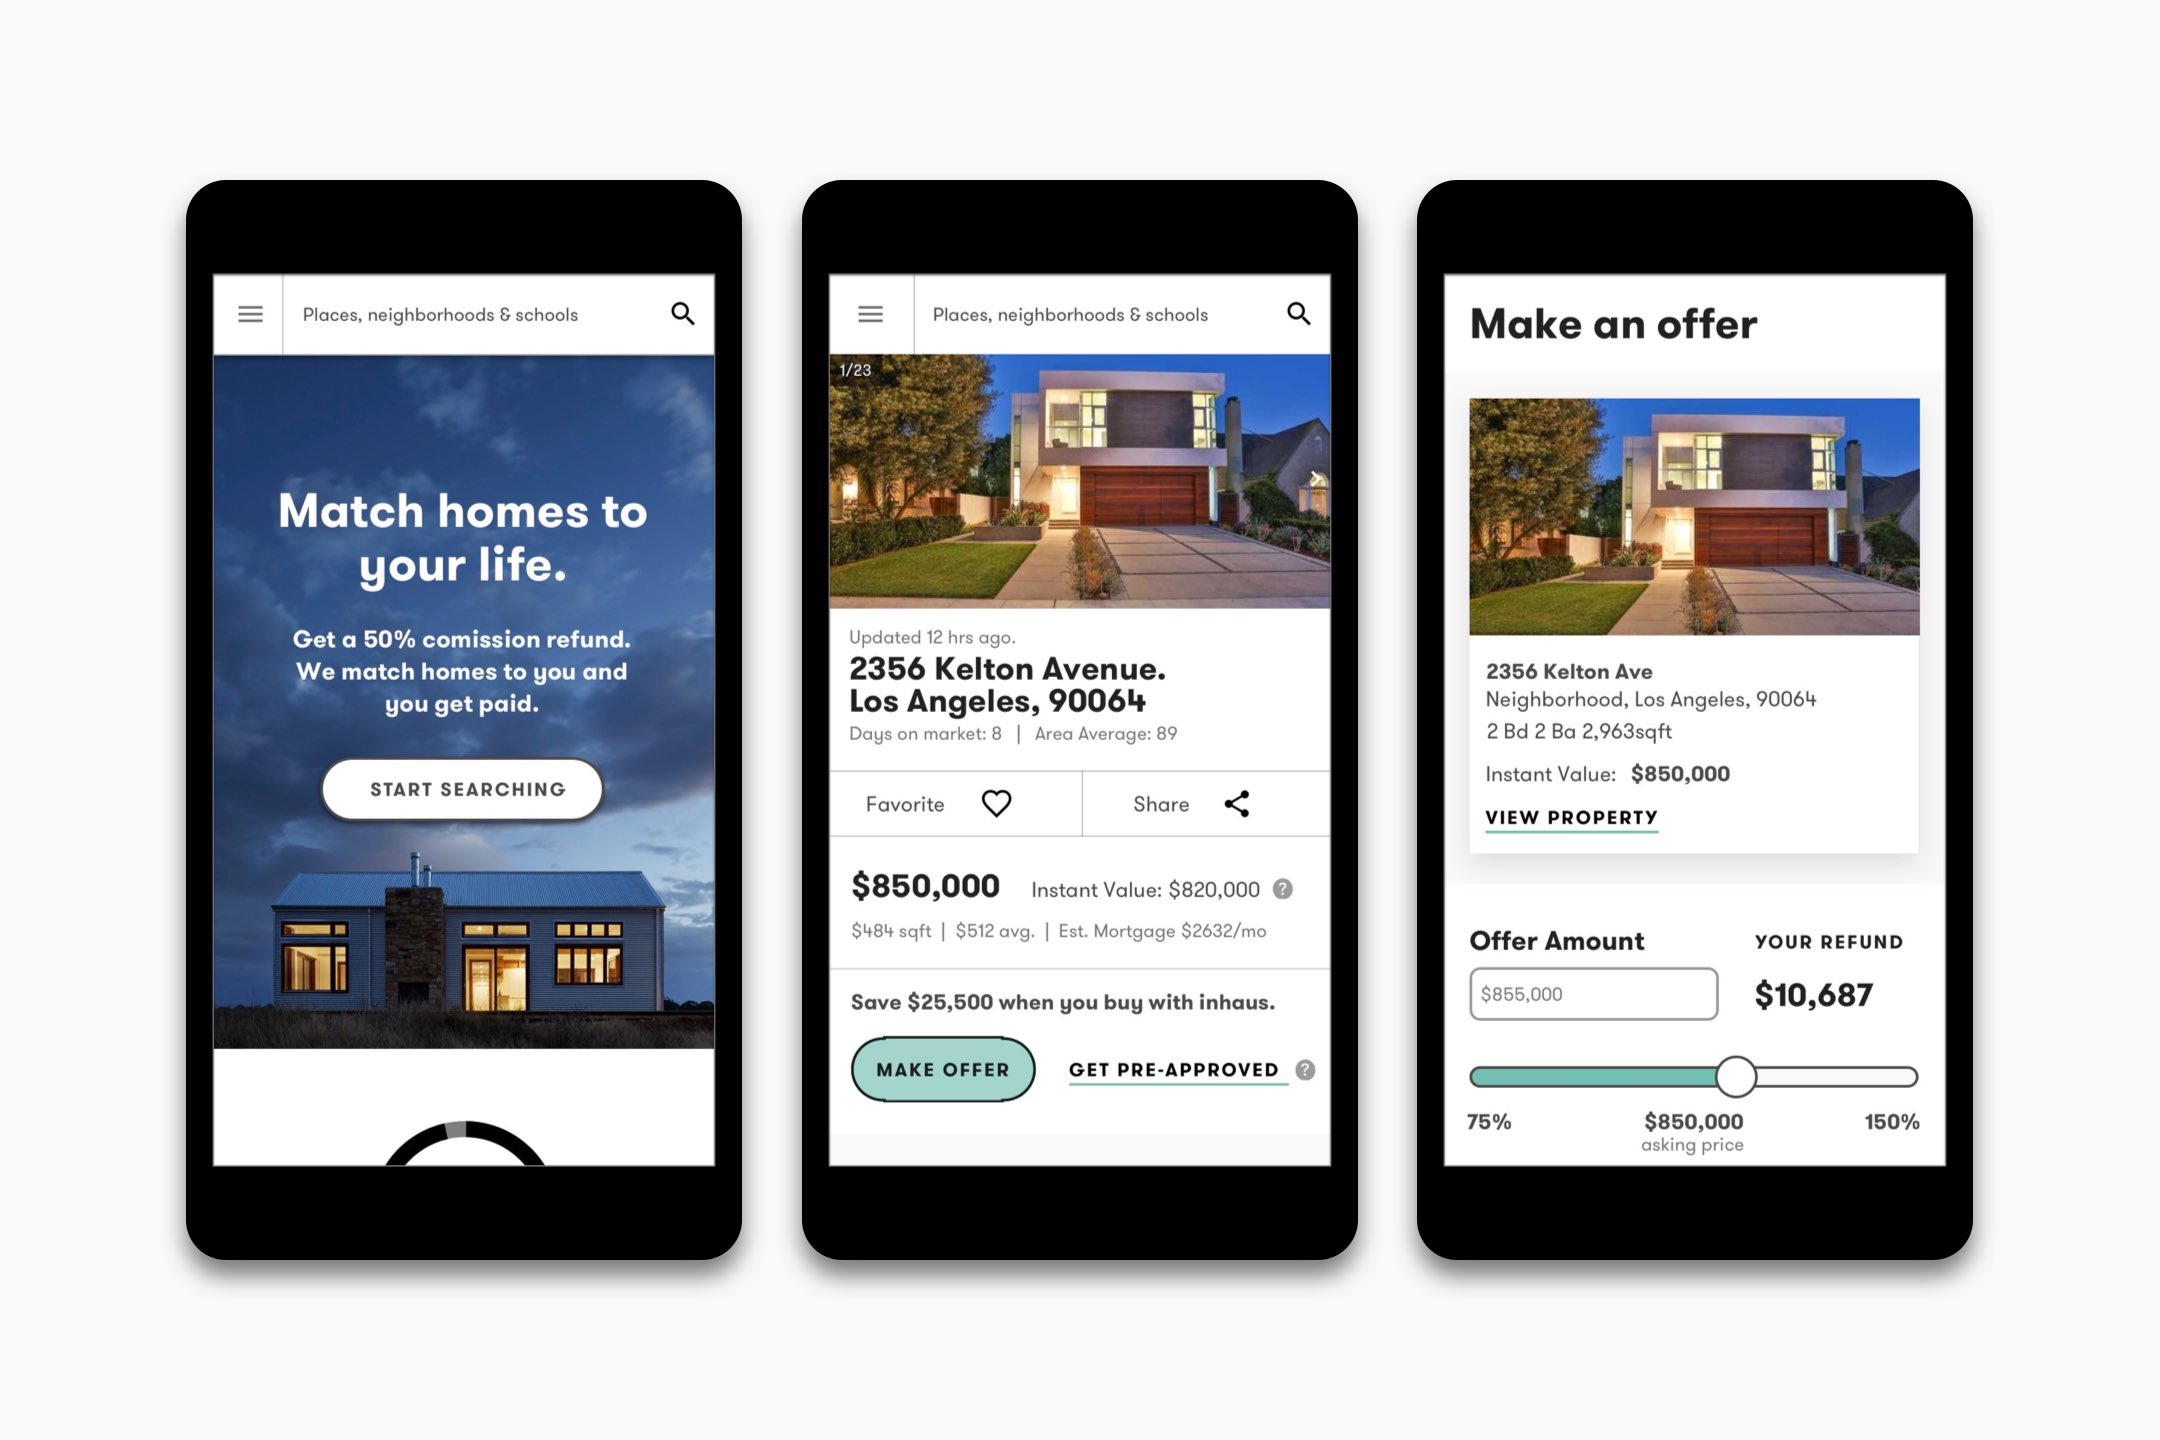 Places, neighborhoods & schools
Match homes to
your life.
Get a 50% comission refund.
We match homes to you and
you get paid.
START SEARCHING
Places, neighborhoods & schools
1/23
Updated 12 hrs ago.
2356 Kelton Avenue.
Los Angeles, 90064
Days on market: 8 | Area Average: 89
Favorite
Share
$850,000 Instant Value: $820,000 ?
$484 sqft | $512 avg. | Est. Mortgage $2632/mo
Save $25,500 when you buy with inhaus.
MAKE OFFER GET PRE-APPROVED ?
Make an offer
2356 Kelton Ave
Neighborhood, Los Angeles, 90064
2 Bd 2 Ba 2,963sqft
Instant Value: $850,000
VIEW PROPERTY
Offer Amount YOUR REFUND
$855,000 $10,687
75% $850,000 150%
asking price